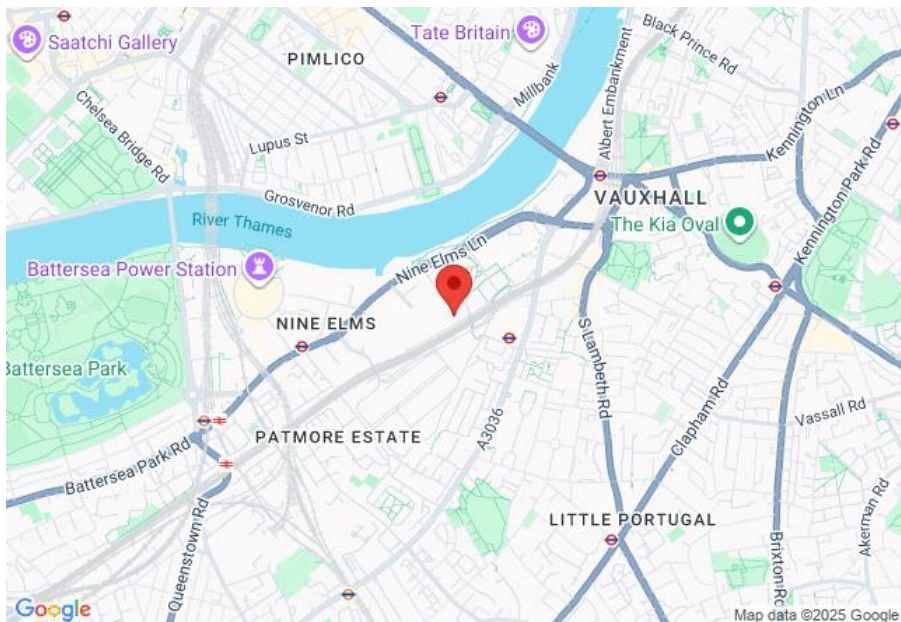 Saatchi Gallery
Tate Britain
Black Prince Rd
PIMLICO
Millbank
Albert Embankment
Kennington Ln
Chelsea Bridge Rd
Lupus St
Grosvenor Rd
VAUXHALL
Kennington Park Rd
River Thames
The Kia Oval
Battersea Power Station
Nine Elms Ln
NINE ELMS
S Lambeth Rd
Battersea Park
A3036
Clapham Rd
Vassall Rd
PATMORE ESTATE
Battersea Park Rd
Queenstown Rd
LITTLE PORTUGAL
Brixton Rd
Akerman Rd
Google
Map data ©2025 Google